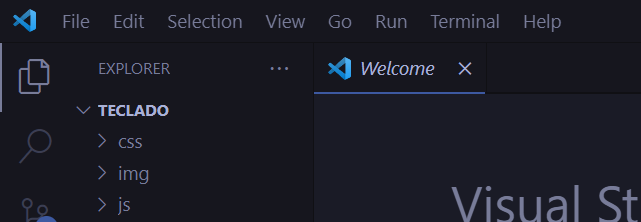 File Edit Selection View Go Run Terminal Help
EXPLORER ...
Welcome
TECLADO
css
img
js
Visual St